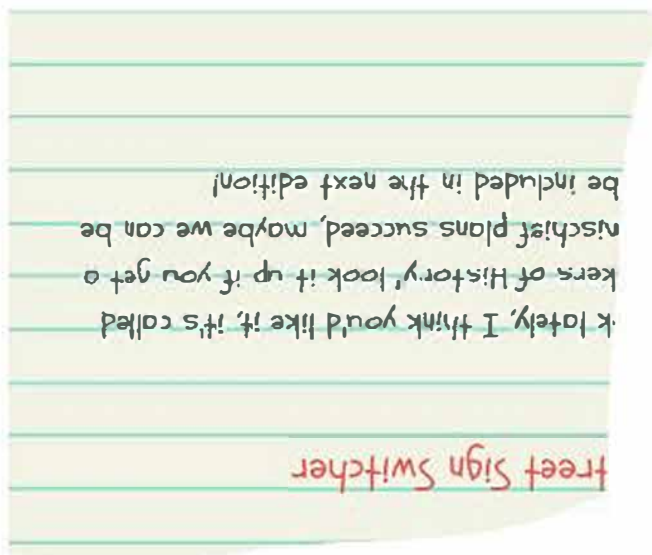 treet Sign Switcher
k lately, I think you'd like it, it's called
kers of History,' look it up if you get a
mischief plans succeed, maybe we can be
be included in the next edition!